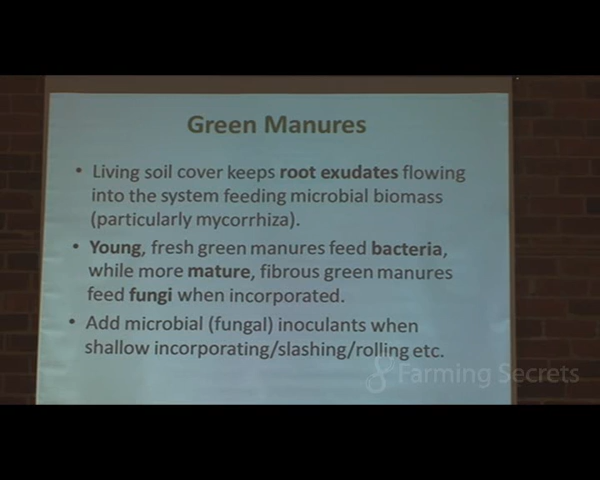 Green Manures
• Living soil cover keeps root exudates flowing
into the system feeding microbial biomass
(particularly mycorrhiza).
• Young, fresh green manures feed bacteria,
while more mature, fibrous green manures
feed fungi when incorporated.
• Add microbial (fungal) inoculants when
shallow incorporating/slashing/rolling etc.
Farming Secrets